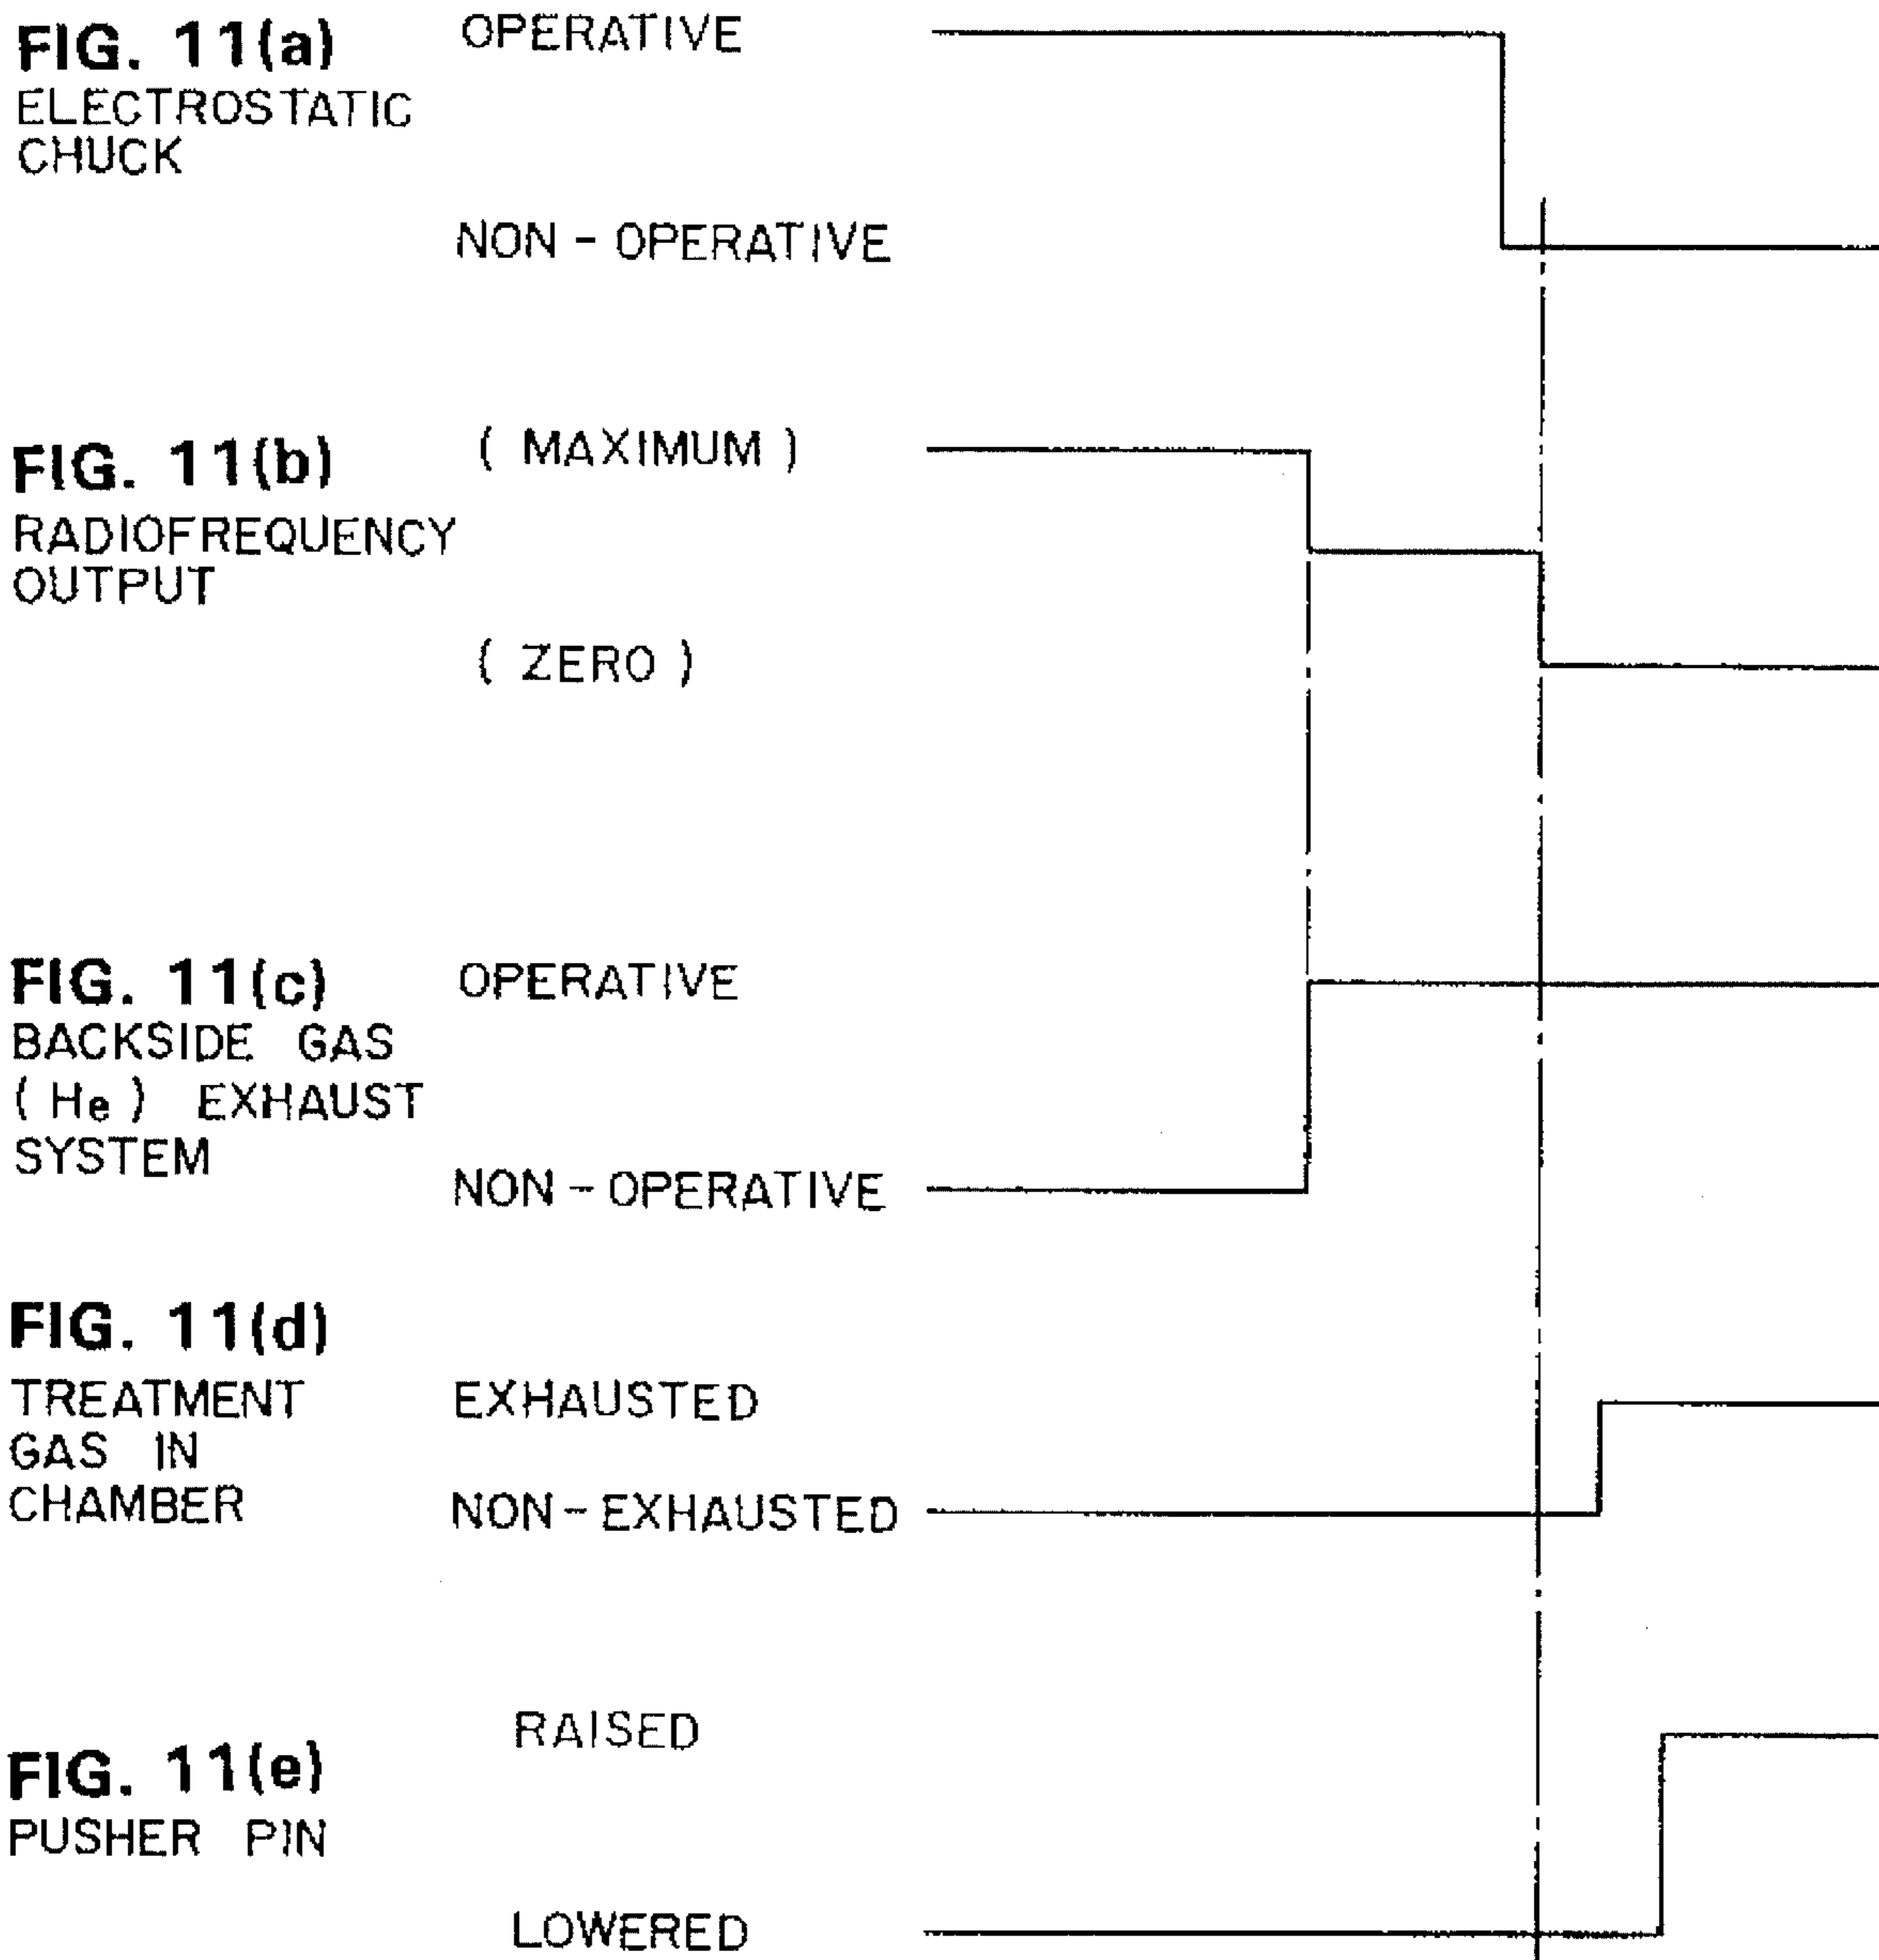 FIG. 11(a)
ELECTROSTATIC
CHUCK
OPERATIVE
NON - OPERATIVE
FIG. 11(b)
RADIOFREQUENCY
OUTPUT
( MAXIMUM )
( ZERO )
FIG. 11(c)
BACKSIDE GAS
( He ) EXHAUST
SYSTEM
OPERATIVE
NON - OPERATIVE
FIG. 11(d)
TREATMENT
GAS IN
CHAMBER
EXHAUSTED
NON - EXHAUSTED
FIG. 11(e)
PUSHER PIN
RAISED
LOWERED